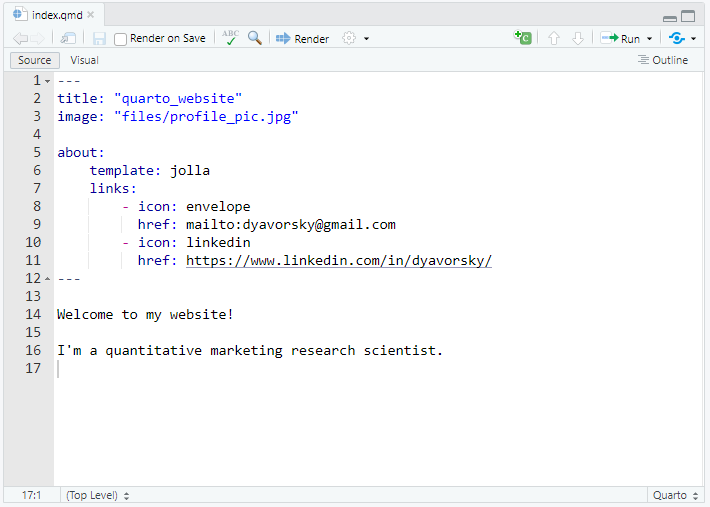 index.qmd
Render on Save
ABC
Render
C
Run
Source
Visual
Outline
1 ---
2 title: "quarto_website"
3 image: "files/profile_pic.jpg"
4
5 about:
6     template: jolla
7     links:
8         - icon: envelope
9           href: mailto:dyavorsky@gmail.com
10         - icon: linkedin
11           href: https://www.linkedin.com/in/dyavorsky/
12 ---
13
14 Welcome to my website!
15
16 I'm a quantitative marketing research scientist.
17
17:1
(Top Level)
Quarto